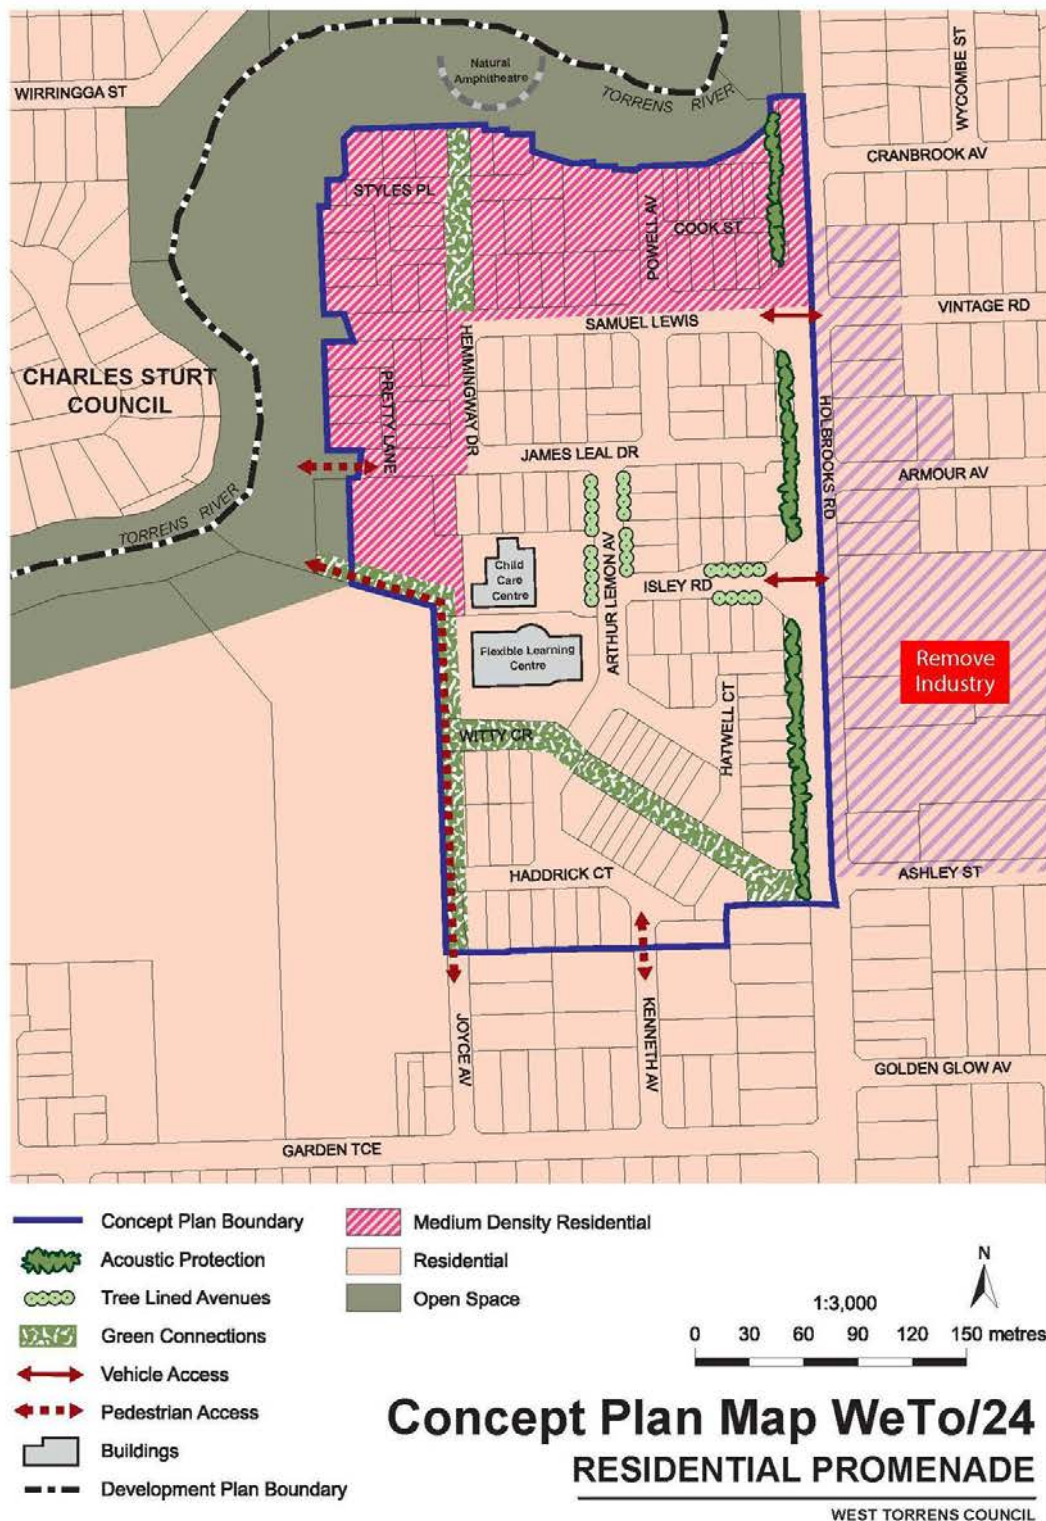 Natural
Amphitheatre
WYCOMBE ST
WIRRINGGA ST
TORRENS RIVER
CRANBROOK AV
STYLES PL
POWELL AV
COOK ST
VINTAGE RD
SAMUEL LEWIS
HEMMINGWAY DR
CHARLES STURT
COUNCIL
PRETTY LANE
HOLBROOKS RD
JAMES LEAL DR
ARMOUR AV
TORRENS RIVER
Child
Care
Centre
ISLEY RD
ARTHUR LEMON AV
Flexible Learning
Centre
Remove
Industry
HATWELL CT
WITTY CR
HADDRICK CT
ASHLEY ST
JOYCE AV
KENNETH AV
GOLDEN GLOW AV
GARDEN TCE
Concept Plan Boundary
Acoustic Protection
Tree Lined Avenues
Green Connections
Vehicle Access
Pedestrian Access
Buildings
Development Plan Boundary
Medium Density Residential
Residential
Open Space
N
1:3,000
0 30 60 90 120 150 metres
Concept Plan Map WeTo/24
RESIDENTIAL PROMENADE
WEST TORRENS COUNCIL